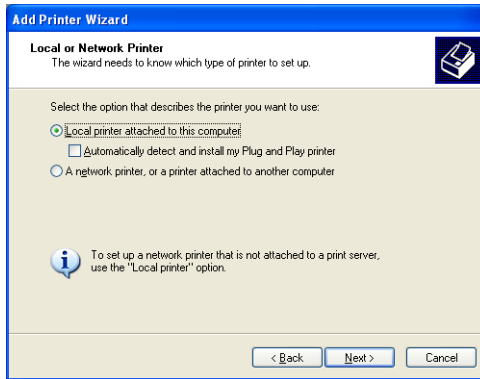 Add Printer Wizard
Local or Network Printer
The wizard needs to know which type of printer to set up.
Select the option that describes the printer you want to use:
Local printer attached to this computer
Automatically detect and install my Plug and Play printer
A network printer, or a printer attached to another computer
To set up a network printer that is not attached to a print server,
use the "Local printer" option.
< Back Next > Cancel